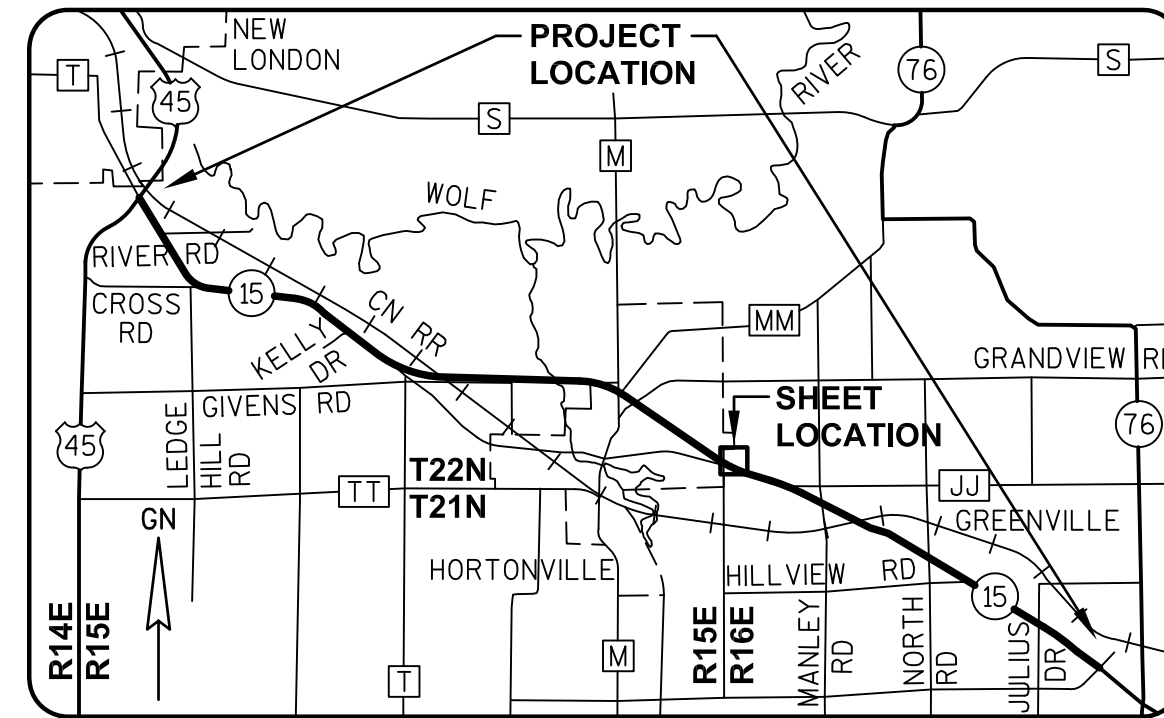 NEW
LONDON
PROJECT
LOCATION
T
45
S
76
S
RIVER
M
WOLF
RIVER RD
CROSS
RD
15
CN RR
KELLY
DR
MM
GRANDVIEW
GIVENS RD
SHEET
LOCATION
76
45
LEDGE
HILL
RD
T22N
T21N
TT
JJ
GREENVILLE
GN
HORTONVILLE
HILLVIEW RD
15
R14E
R15E
R15E
R16E
MANLEY
RD
NORTH
RD
JULIUS
DR
M
T